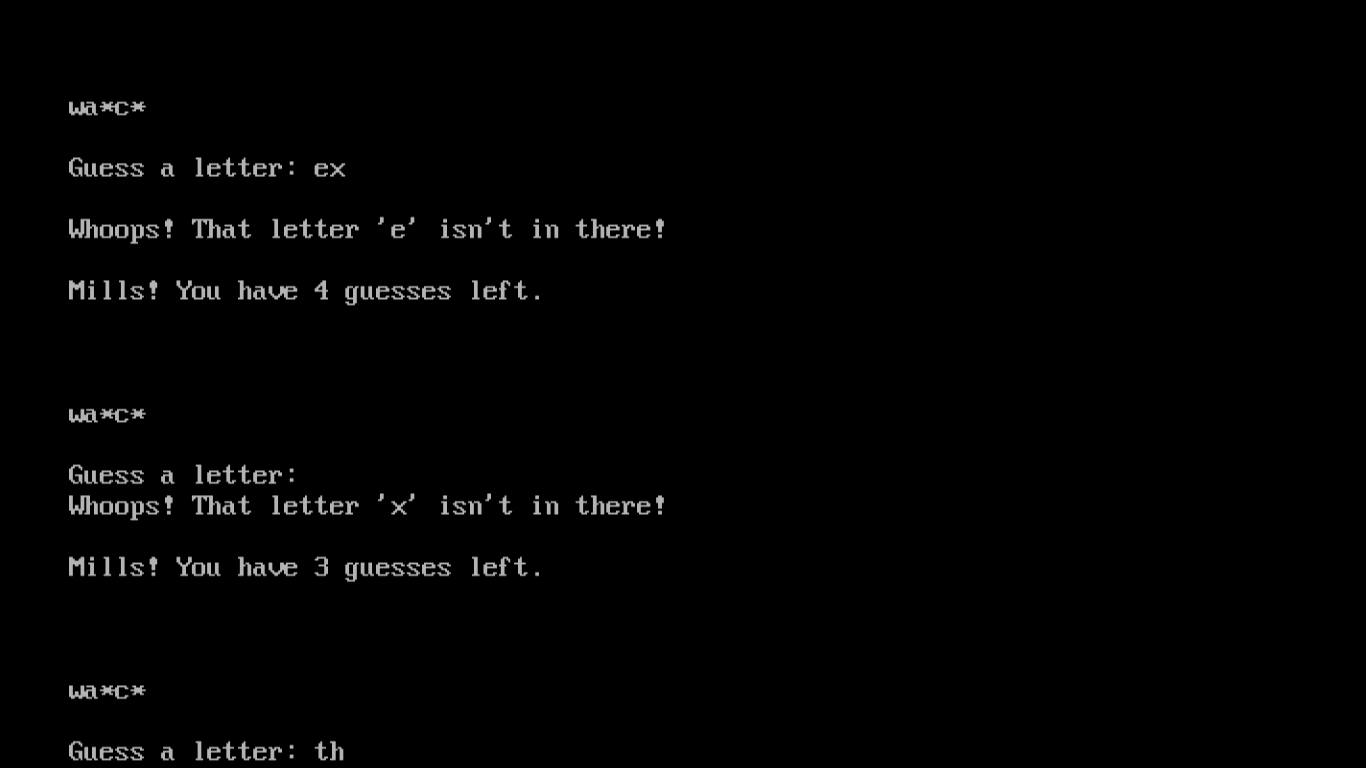 wa*c*
Guess a letter: ex
Whoops! That letter 'e' isn't in there!
Mills! You have 4 guesses left.
wa*c*
Guess a letter:
Whoops! That letter 'x' isn't in there!
Mills! You have 3 guesses left.
wa*c*
Guess a letter: th